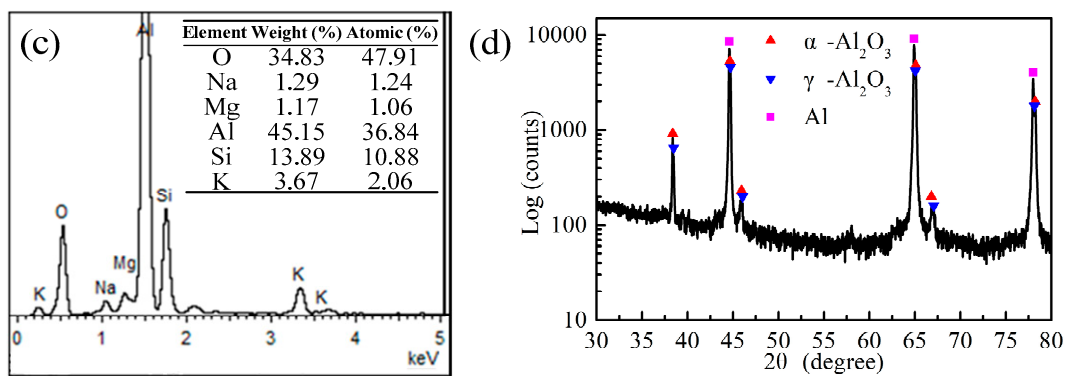 (c)
Element Weight (%) Atomic (%)
O 34.83 47.91
Na 1.29 1.24
Mg 1.17 1.06
Al 45.15 36.84
Si 13.89 10.88
K 3.67 2.06
Al
Si
O
Mg
Na
K
K
K
0 1 2 3 4 5
keV
(d)
α -Al₂O₃
γ -Al₂O₃
Al
Log (counts)
10000
1000
100
10
30 35 40 45 50 55 60 65 70 75 80
2θ (degree)